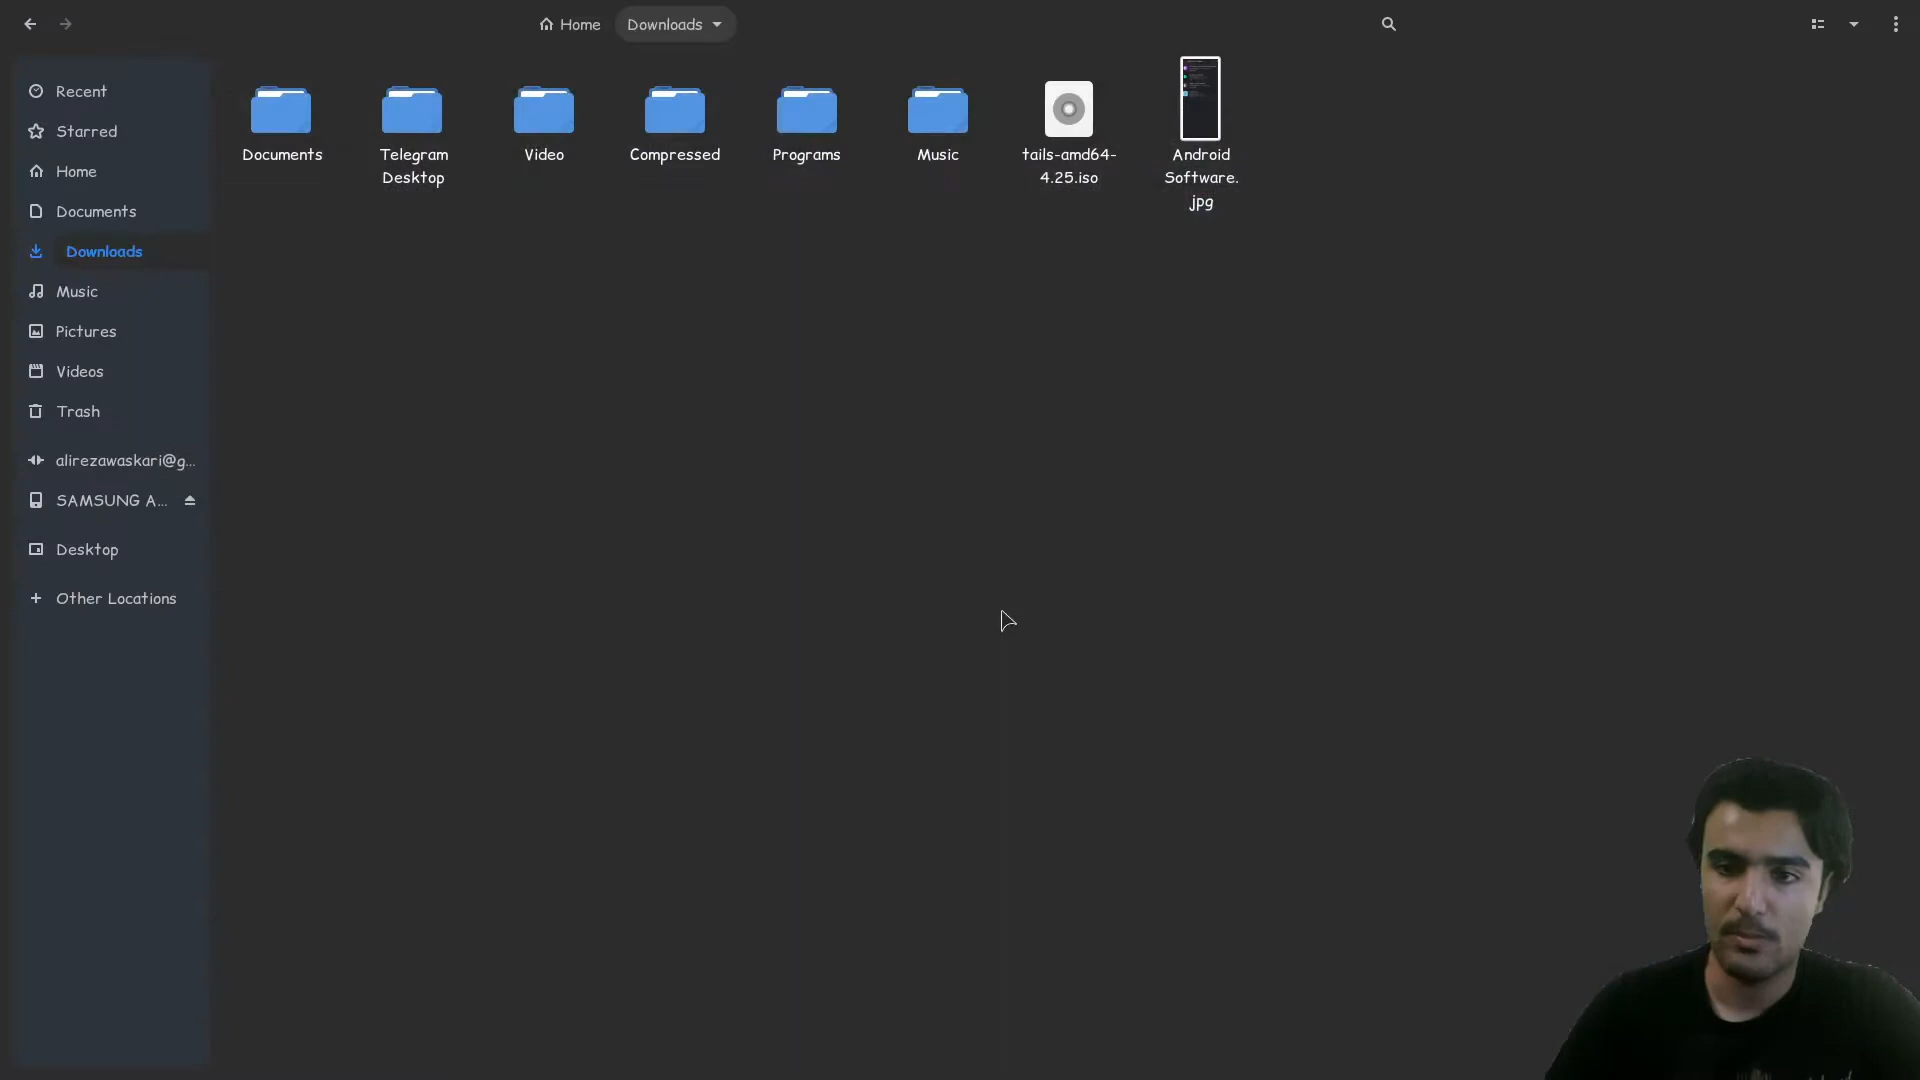 Home
Downloads
Recent
Starred
Home
Documents
Downloads
Music
Pictures
Videos
Trash
alirezawaskari@g...
SAMSUNG A...
Desktop
Other Locations
Documents
Telegram
Desktop
Video
Compressed
Programs
Music
tails-amd64-
4.25.iso
Android
Software.
jpg